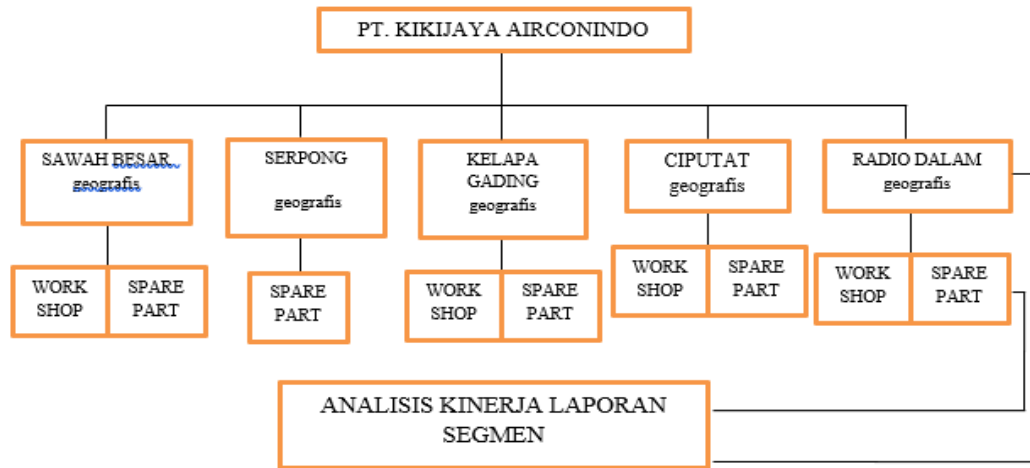 PT. KIKIJAYA AIRCONINDO
SAWAH BESAR
geografis
SERPONG
geografis
KELAPA
GADING
geografis
CIPUTAT
geografis
RADIO DALAM
geografis
WORK
SHOP
SPARE
PART
SPARE
PART
WORK
SHOP
SPARE
PART
WORK
SHOP
SPARE
PART
WORK
SHOP
SPARE
PART
ANALISIS KINERJA LAPORAN
SEGMEN